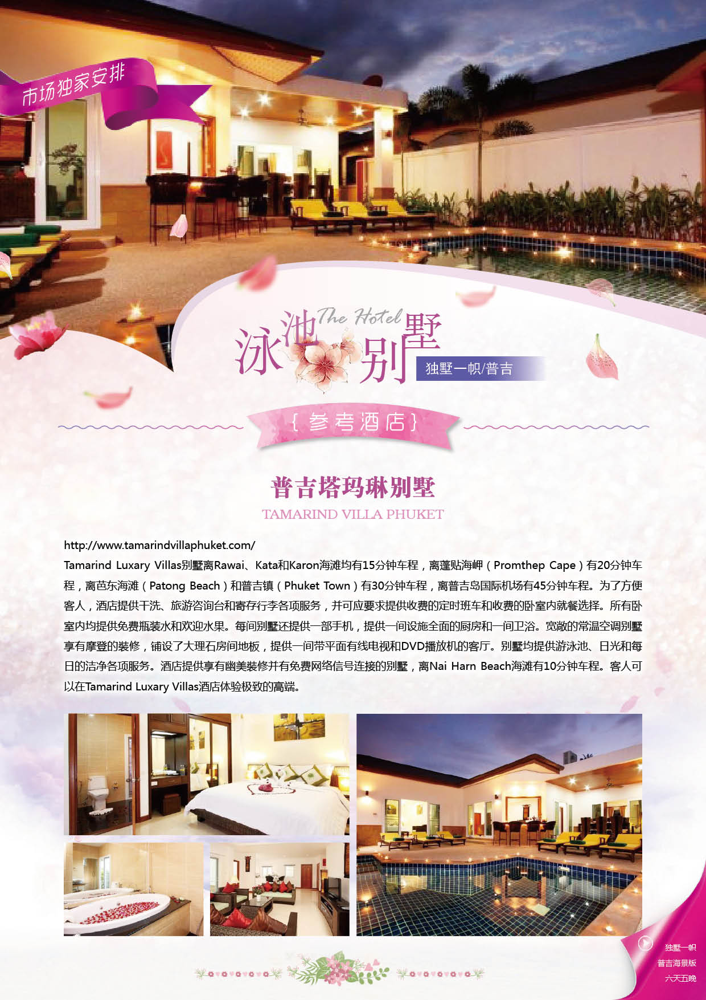 市场独家安排
The Hotel
泳池别墅
独墅一帜/普吉
{ 参考酒店 }
普吉塔玛琳别墅
TAMARIND VILLA PHUKET
http://www.tamarindvillaphuket.com/
Tamarind Luxary Villas别墅离Rawai、Kata和Karon海滩均有15分钟车程，离蓬贴海岬（Promthep Cape）有20分钟车
程，离芭东海滩（Patong Beach）和普吉镇（Phuket Town）有30分钟车程，离普吉岛国际机场有45分钟车程。为了方便
客人，酒店提供干洗、旅游咨询台和寄存行李各项服务，并可应要求提供收费的定时班车和收费的卧室内就餐选择。所有卧
室内均提供免费瓶装水和欢迎水果。每间别墅还提供一部手机，提供一间设施全面的厨房和一间卫浴。宽敞的常温空调别墅
享有摩登的装修，铺设了大理石房间地板，提供一间带平面有线电视和DVD播放机的客厅。别墅均提供游泳池、日光和每
日的洁净各项服务。酒店提供享有幽美装修并有免费网络信号连接的别墅，离Nai Harn Beach海滩有10分钟车程。客人可
以在Tamarind Luxary Villas酒店体验极致的高端。
独墅一帜
普吉海景版
六天五晚